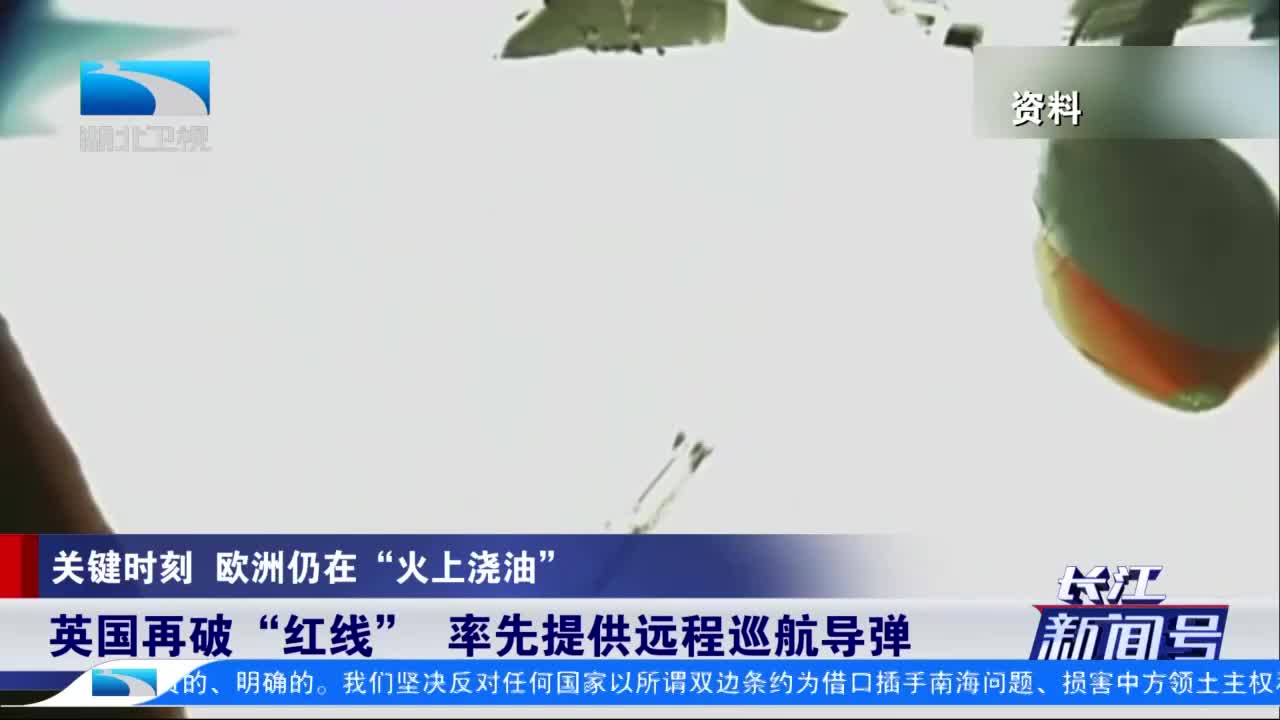 湖北卫视
资料
关键时刻 欧洲仍在“火上浇油”
英国再破“红线” 率先提供远程巡航导弹
长江
新闻号
的、明确的。我们坚决反对任何国家以所谓双边条约为借口插手南海问题、损害中方领土主权